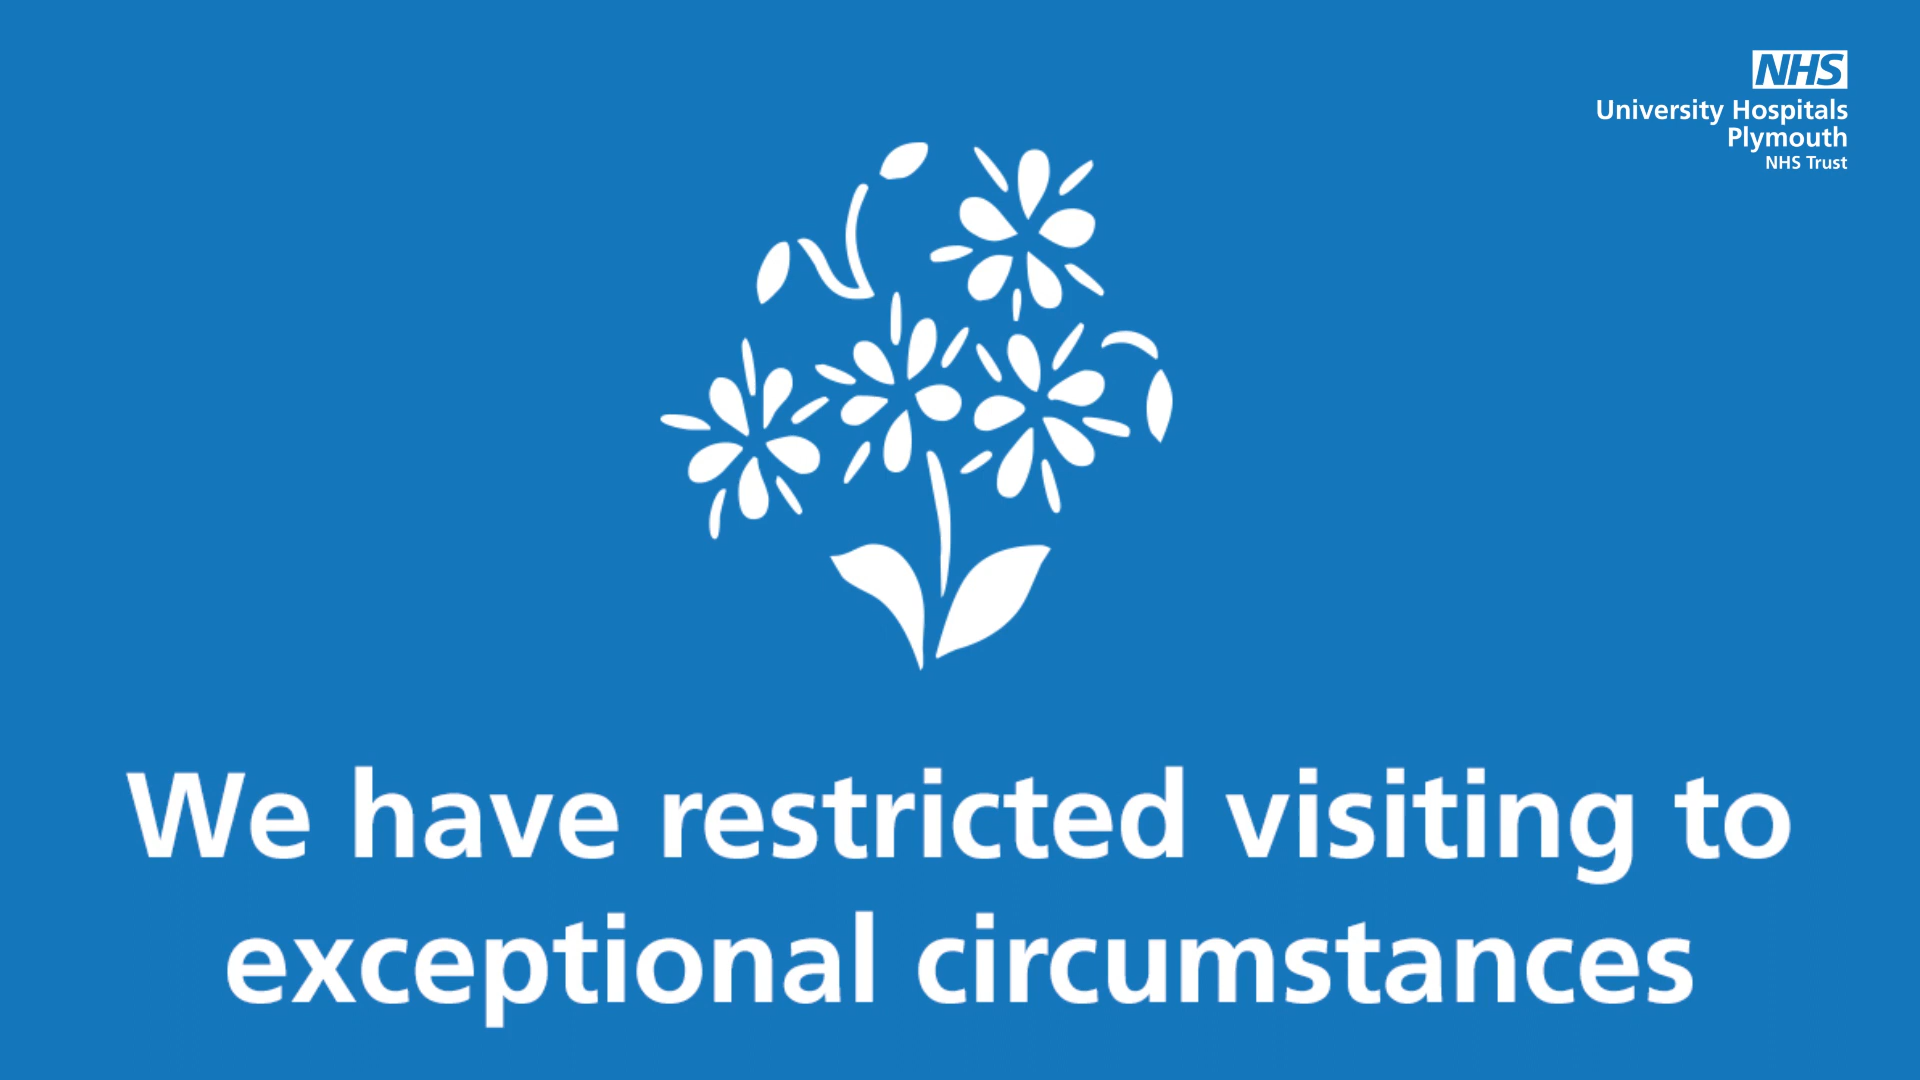 NHS
University Hospitals
Plymouth
NHS Trust
We have restricted visiting to
exceptional circumstances